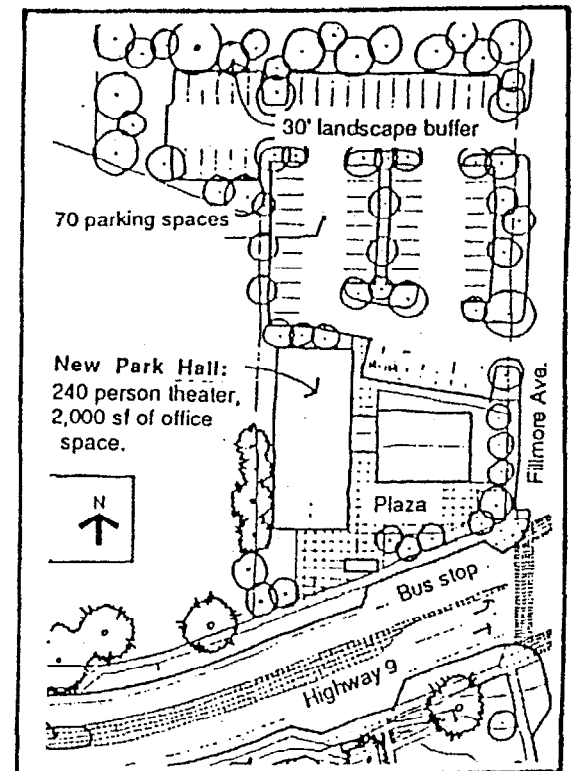 30' landscape buffer
70 parking spaces
New Park Hall:
240 person theater,
2,000 sf of office
space.
Fillmore Ave.
N
Plaza
Bus stop
Highway 9